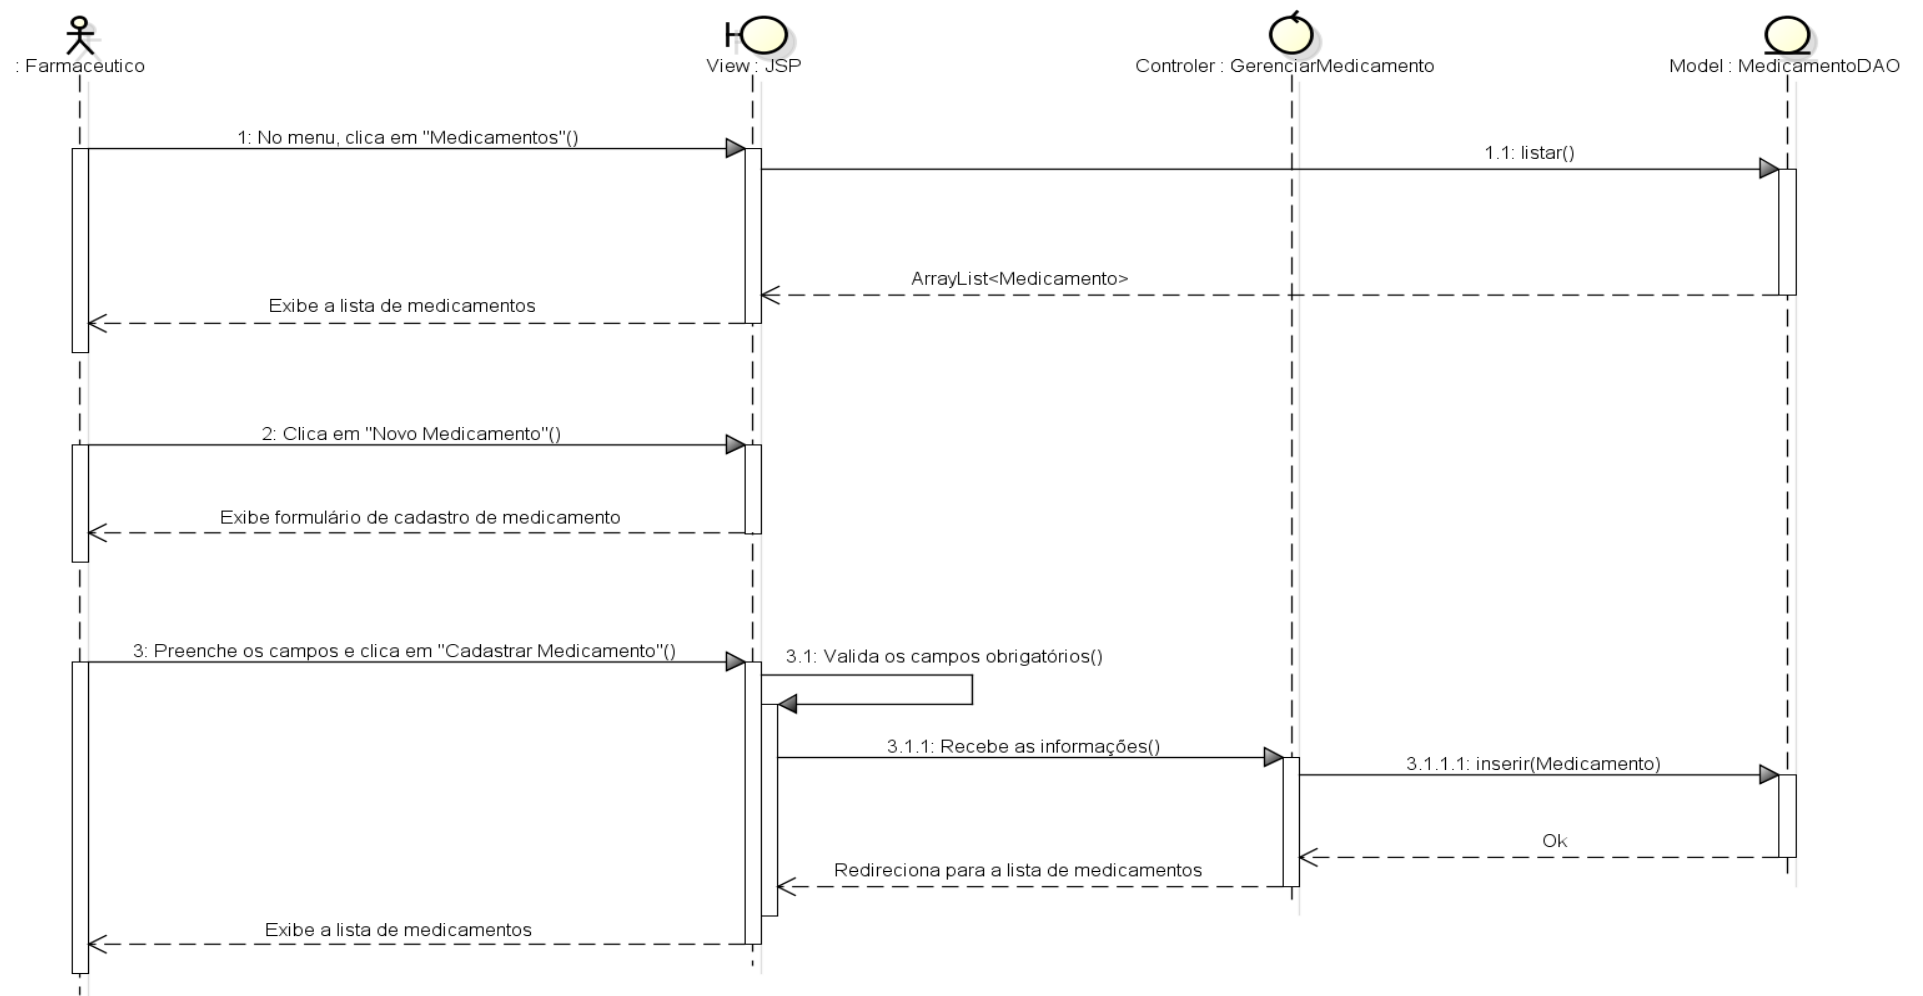 : Farmaceutico
View : JSP
Controler : GerenciarMedicamento
Model : MedicamentoDAO
1: No menu, clica em "Medicamentos"()
1.1: listar()
ArrayList<Medicamento>
Exibe a lista de medicamentos
2: Clica em "Novo Medicamento"()
Exibe formulário de cadastro de medicamento
3: Preenche os campos e clica em "Cadastrar Medicamento"()
3.1: Valida os campos obrigatórios()
3.1.1: Recebe as informações()
3.1.1.1: inserir(Medicamento)
Ok
Redireciona para a lista de medicamentos
Exibe a lista de medicamentos